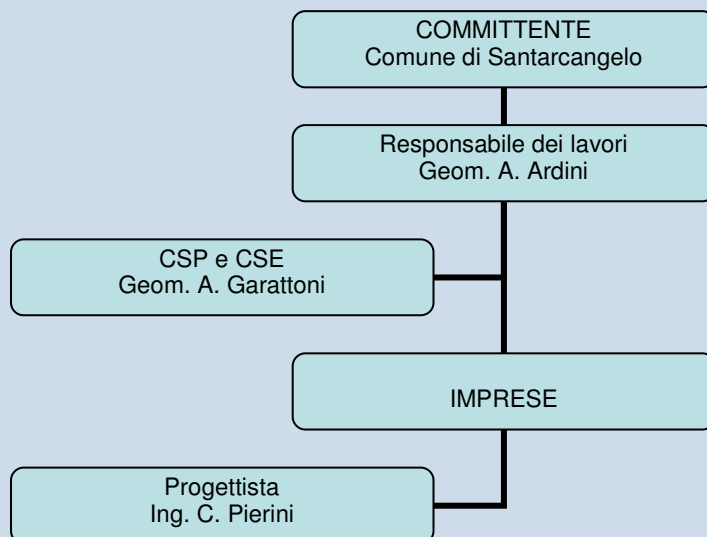 COMMITTENTE
Comune di Santarcangelo
Responsabile dei lavori
Geom. A. Ardini
CSP e CSE
Geom. A. Garattoni
IMPRESE
Progettista
Ing. C. Pierini